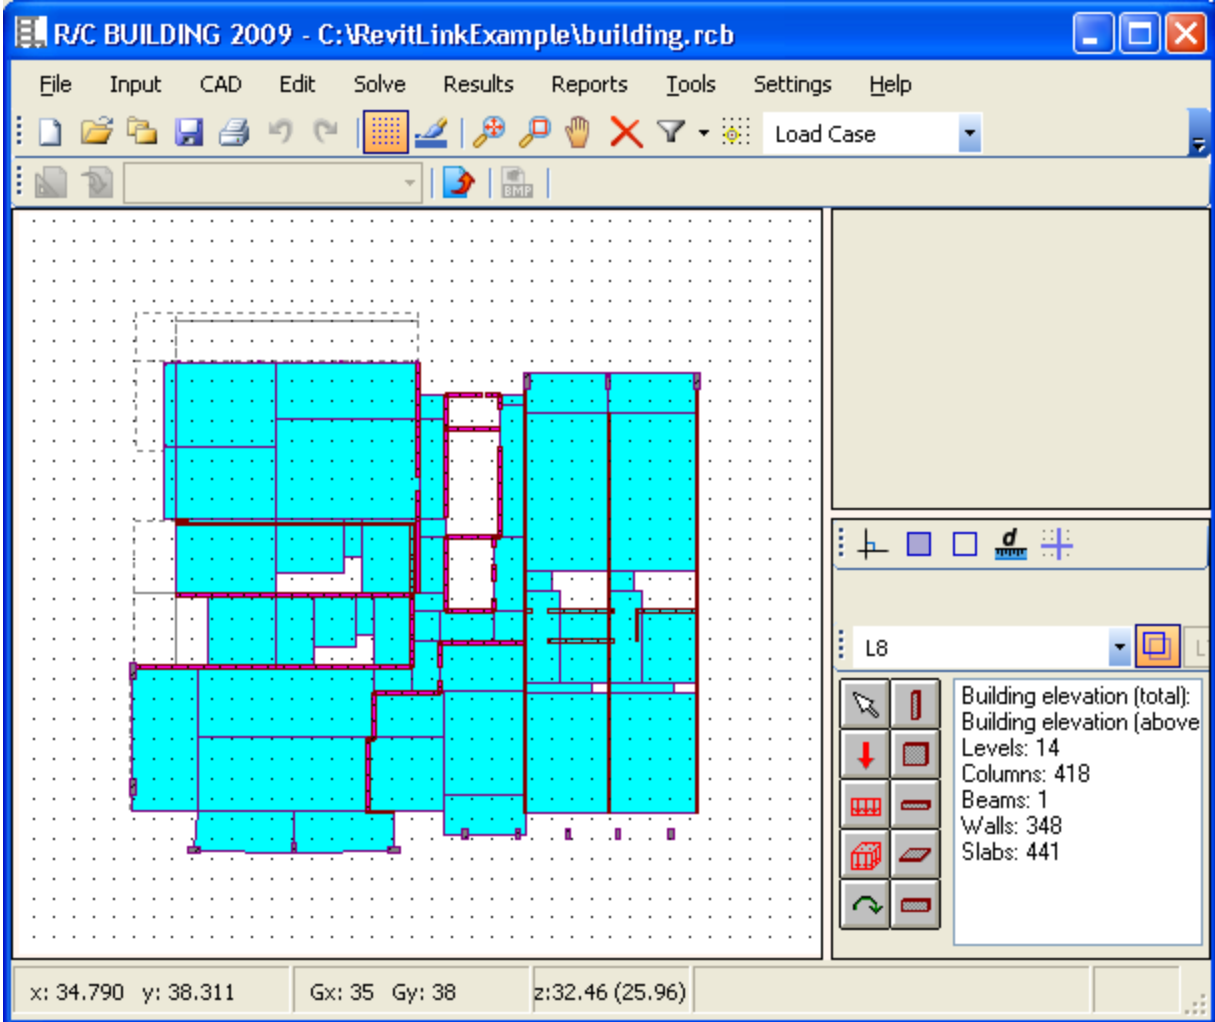 R/C BUILDING 2009 - C:\RevitLinkExample\building.rcb
File Input CAD Edit Solve Results Reports Tools Settings Help
Load Case
BMP
d
L8
Building elevation (total):
Building elevation (above
Levels: 14
Columns: 418
Beams: 1
Walls: 348
Slabs: 441
x: 34.790 y: 38.311 Gx: 35 Gy: 38 z:32.46 (25.96)